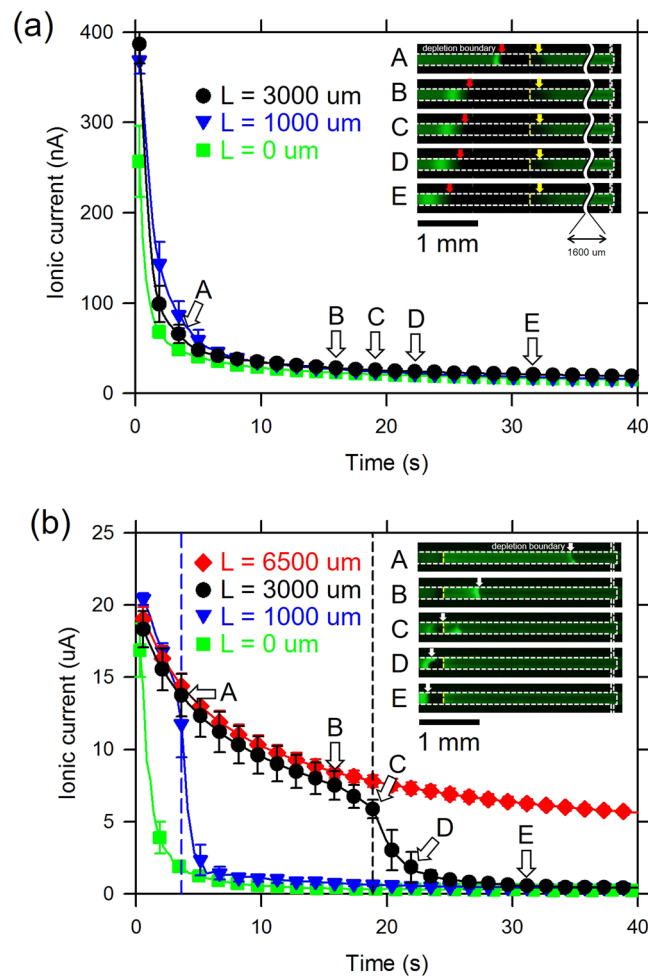 (a)
400
300
200
100
0
Ionic current (nA)
L = 3000 um
L = 1000 um
L = 0 um
A
B
C
D
E
depletion boundary
A
B
C
D
E
1 mm
1600 um
0
10
20
30
40
Time (s)
(b)
25
20
15
10
5
0
Ionic current (uA)
L = 6500 um
L = 3000 um
L = 1000 um
L = 0 um
A
B
C
D
E
depletion boundary
A
B
C
D
E
1 mm
0
10
20
30
40
Time (s)